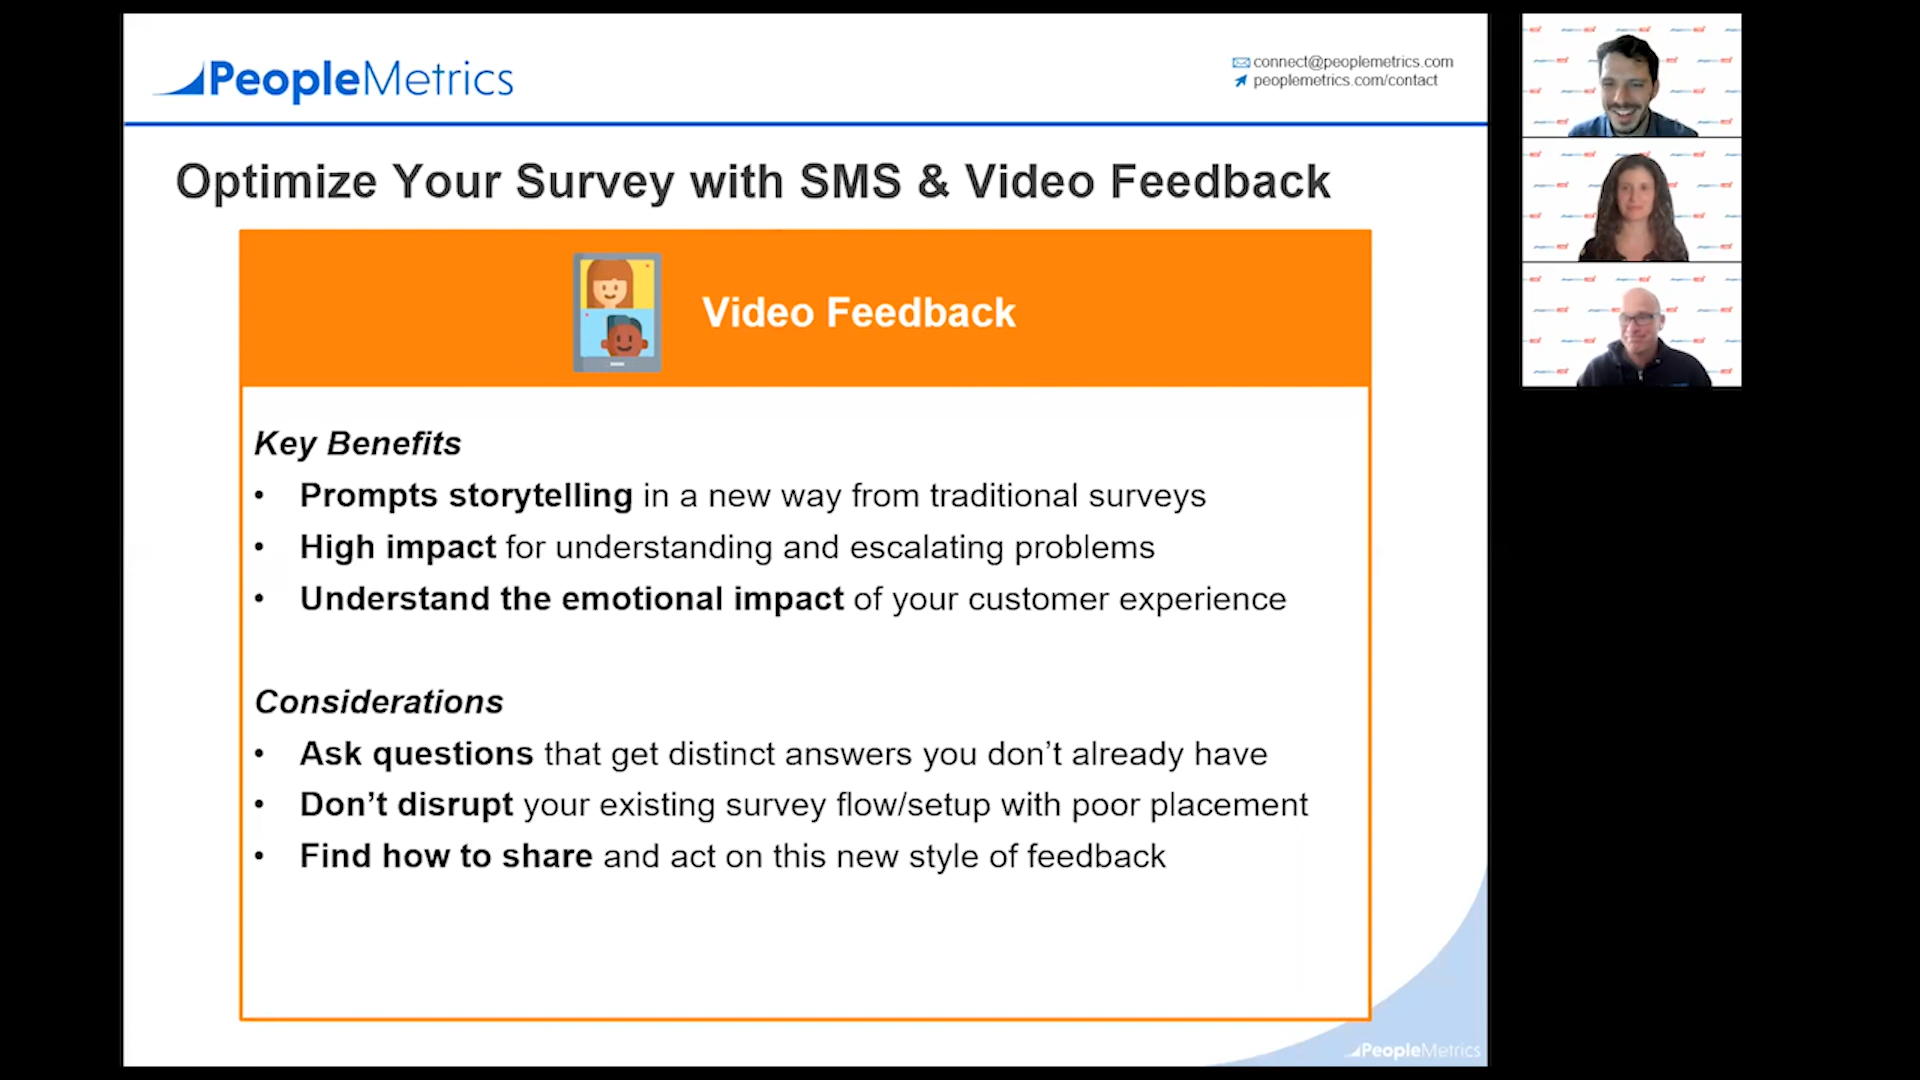 PeopleMetrics
connect@peoplemetrics.com
peoplemetrics.com/contact
Optimize Your Survey with SMS & Video Feedback
Video Feedback
Key Benefits
• Prompts storytelling in a new way from traditional surveys
• High impact for understanding and escalating problems
• Understand the emotional impact of your customer experience
Considerations
• Ask questions that get distinct answers you don’t already have
• Don’t disrupt your existing survey flow/setup with poor placement
• Find how to share and act on this new style of feedback
PeopleMetrics